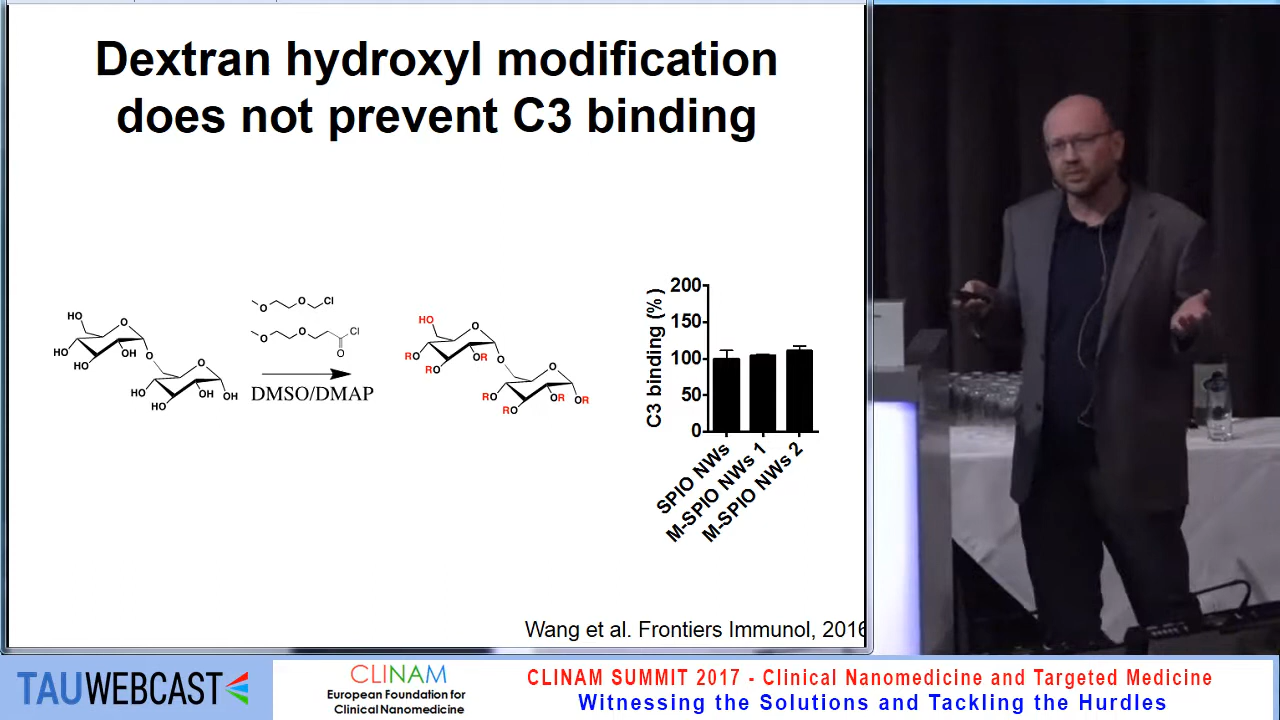 Dextran hydroxyl modification
does not prevent C3 binding
HO
O
HO
HO
OH
O
O
HO
HO
OH
OH
O
O
Cl
O
O
Cl
O
DMSO/DMAP
HO
O
RO
RO
OR
O
O
RO
RO
OR
OR
C3 binding (%)
200
150
100
50
0
SPIO NWs
M-SPIO NWs 1
M-SPIO NWs 2
Wang et al. Frontiers Immunol, 2016
TAUWEBCAST
CLINAM
European Foundation for
Clinical Nanomedicine
CLINAM SUMMIT 2017 - Clinical Nanomedicine and Targeted Medicine
Witnessing the Solutions and Tackling the Hurdles